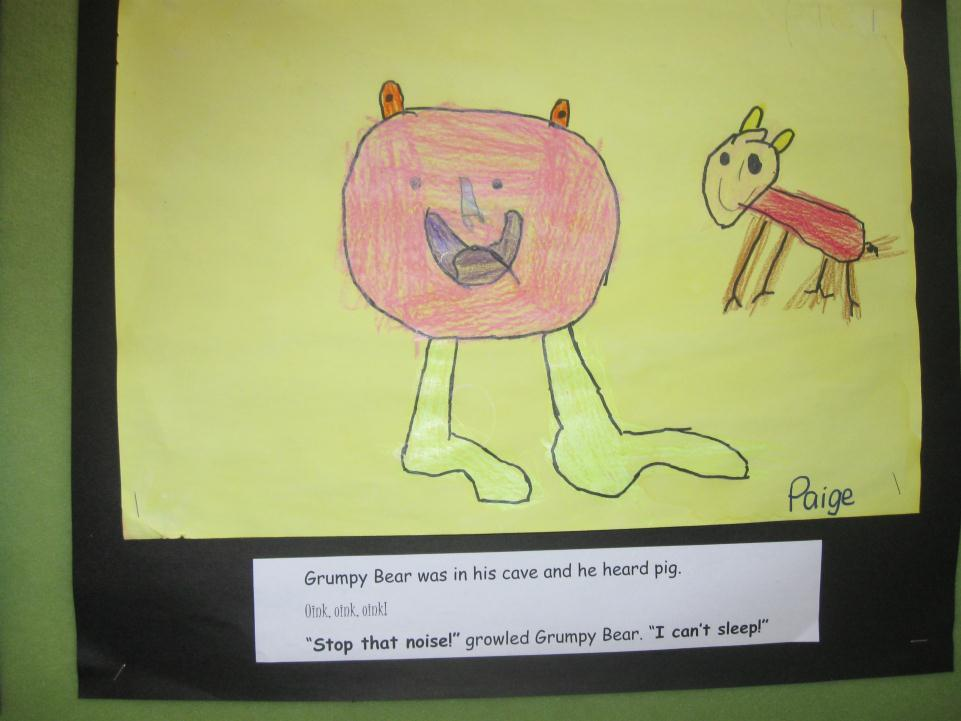 Paige
Grumpy Bear was in his cave and he heard pig.
Oink, oink, oink!
“Stop that noise!” growled Grumpy Bear. “I can’t sleep!”